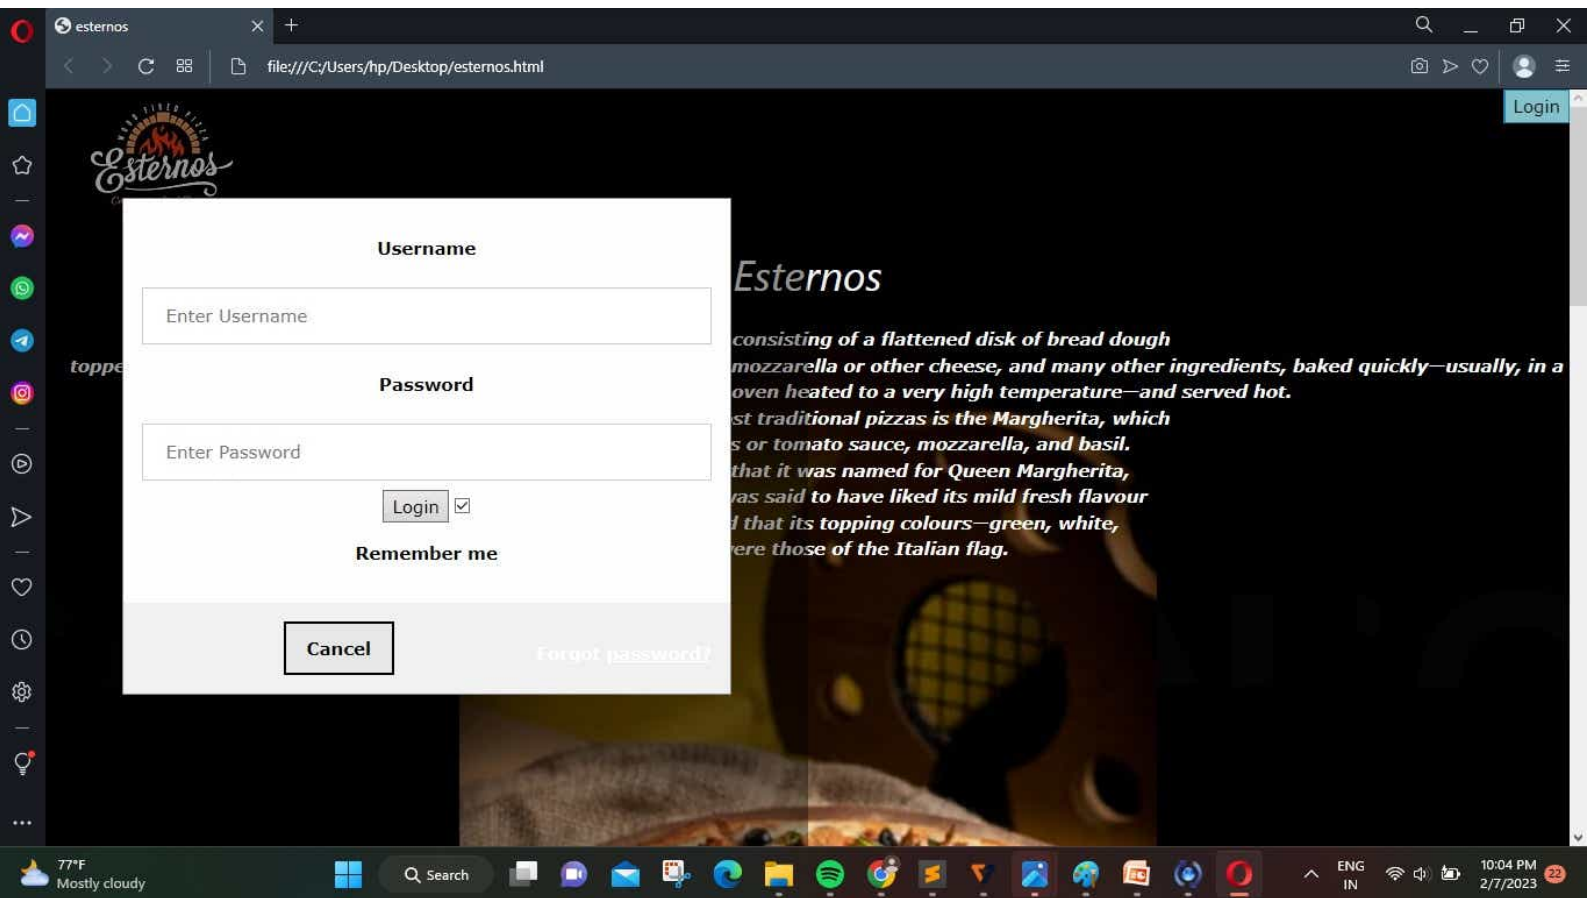 esternos
file:///C:/Users/hp/Desktop/esternos.html
Login
WOOD FIRED PIZZA
Esternos
Username
Enter Username
Password
Enter Password
Login
Remember me
Cancel
Forgot password?
Esternos
consisting of a flattened disk of bread dough
toppe mozzarella or other cheese, and many other ingredients, baked quickly—usually, in a
oven heated to a very high temperature—and served hot.
st traditional pizzas is the Margherita, which
s or tomato sauce, mozzarella, and basil.
that it was named for Queen Margherita,
vas said to have liked its mild fresh flavour
d that its topping colours—green, white,
vere those of the Italian flag.
77°F
Mostly cloudy
Search
ENG
IN
10:04 PM
2/7/2023
22